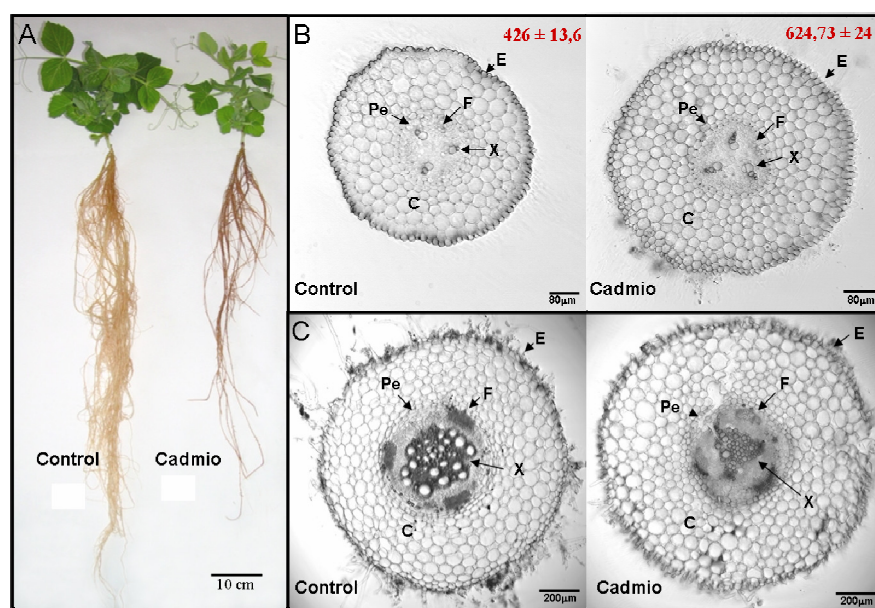 A
Control
Cadmio
10 cm
B
426 ± 13,6
E
Pe
F
X
C
Control
80µm
624,73 ± 24
E
Pe
F
X
C
Cadmio
80µm
C
E
Pe
F
X
C
Control
200µm
E
F
Pe
X
C
Cadmio
200µm